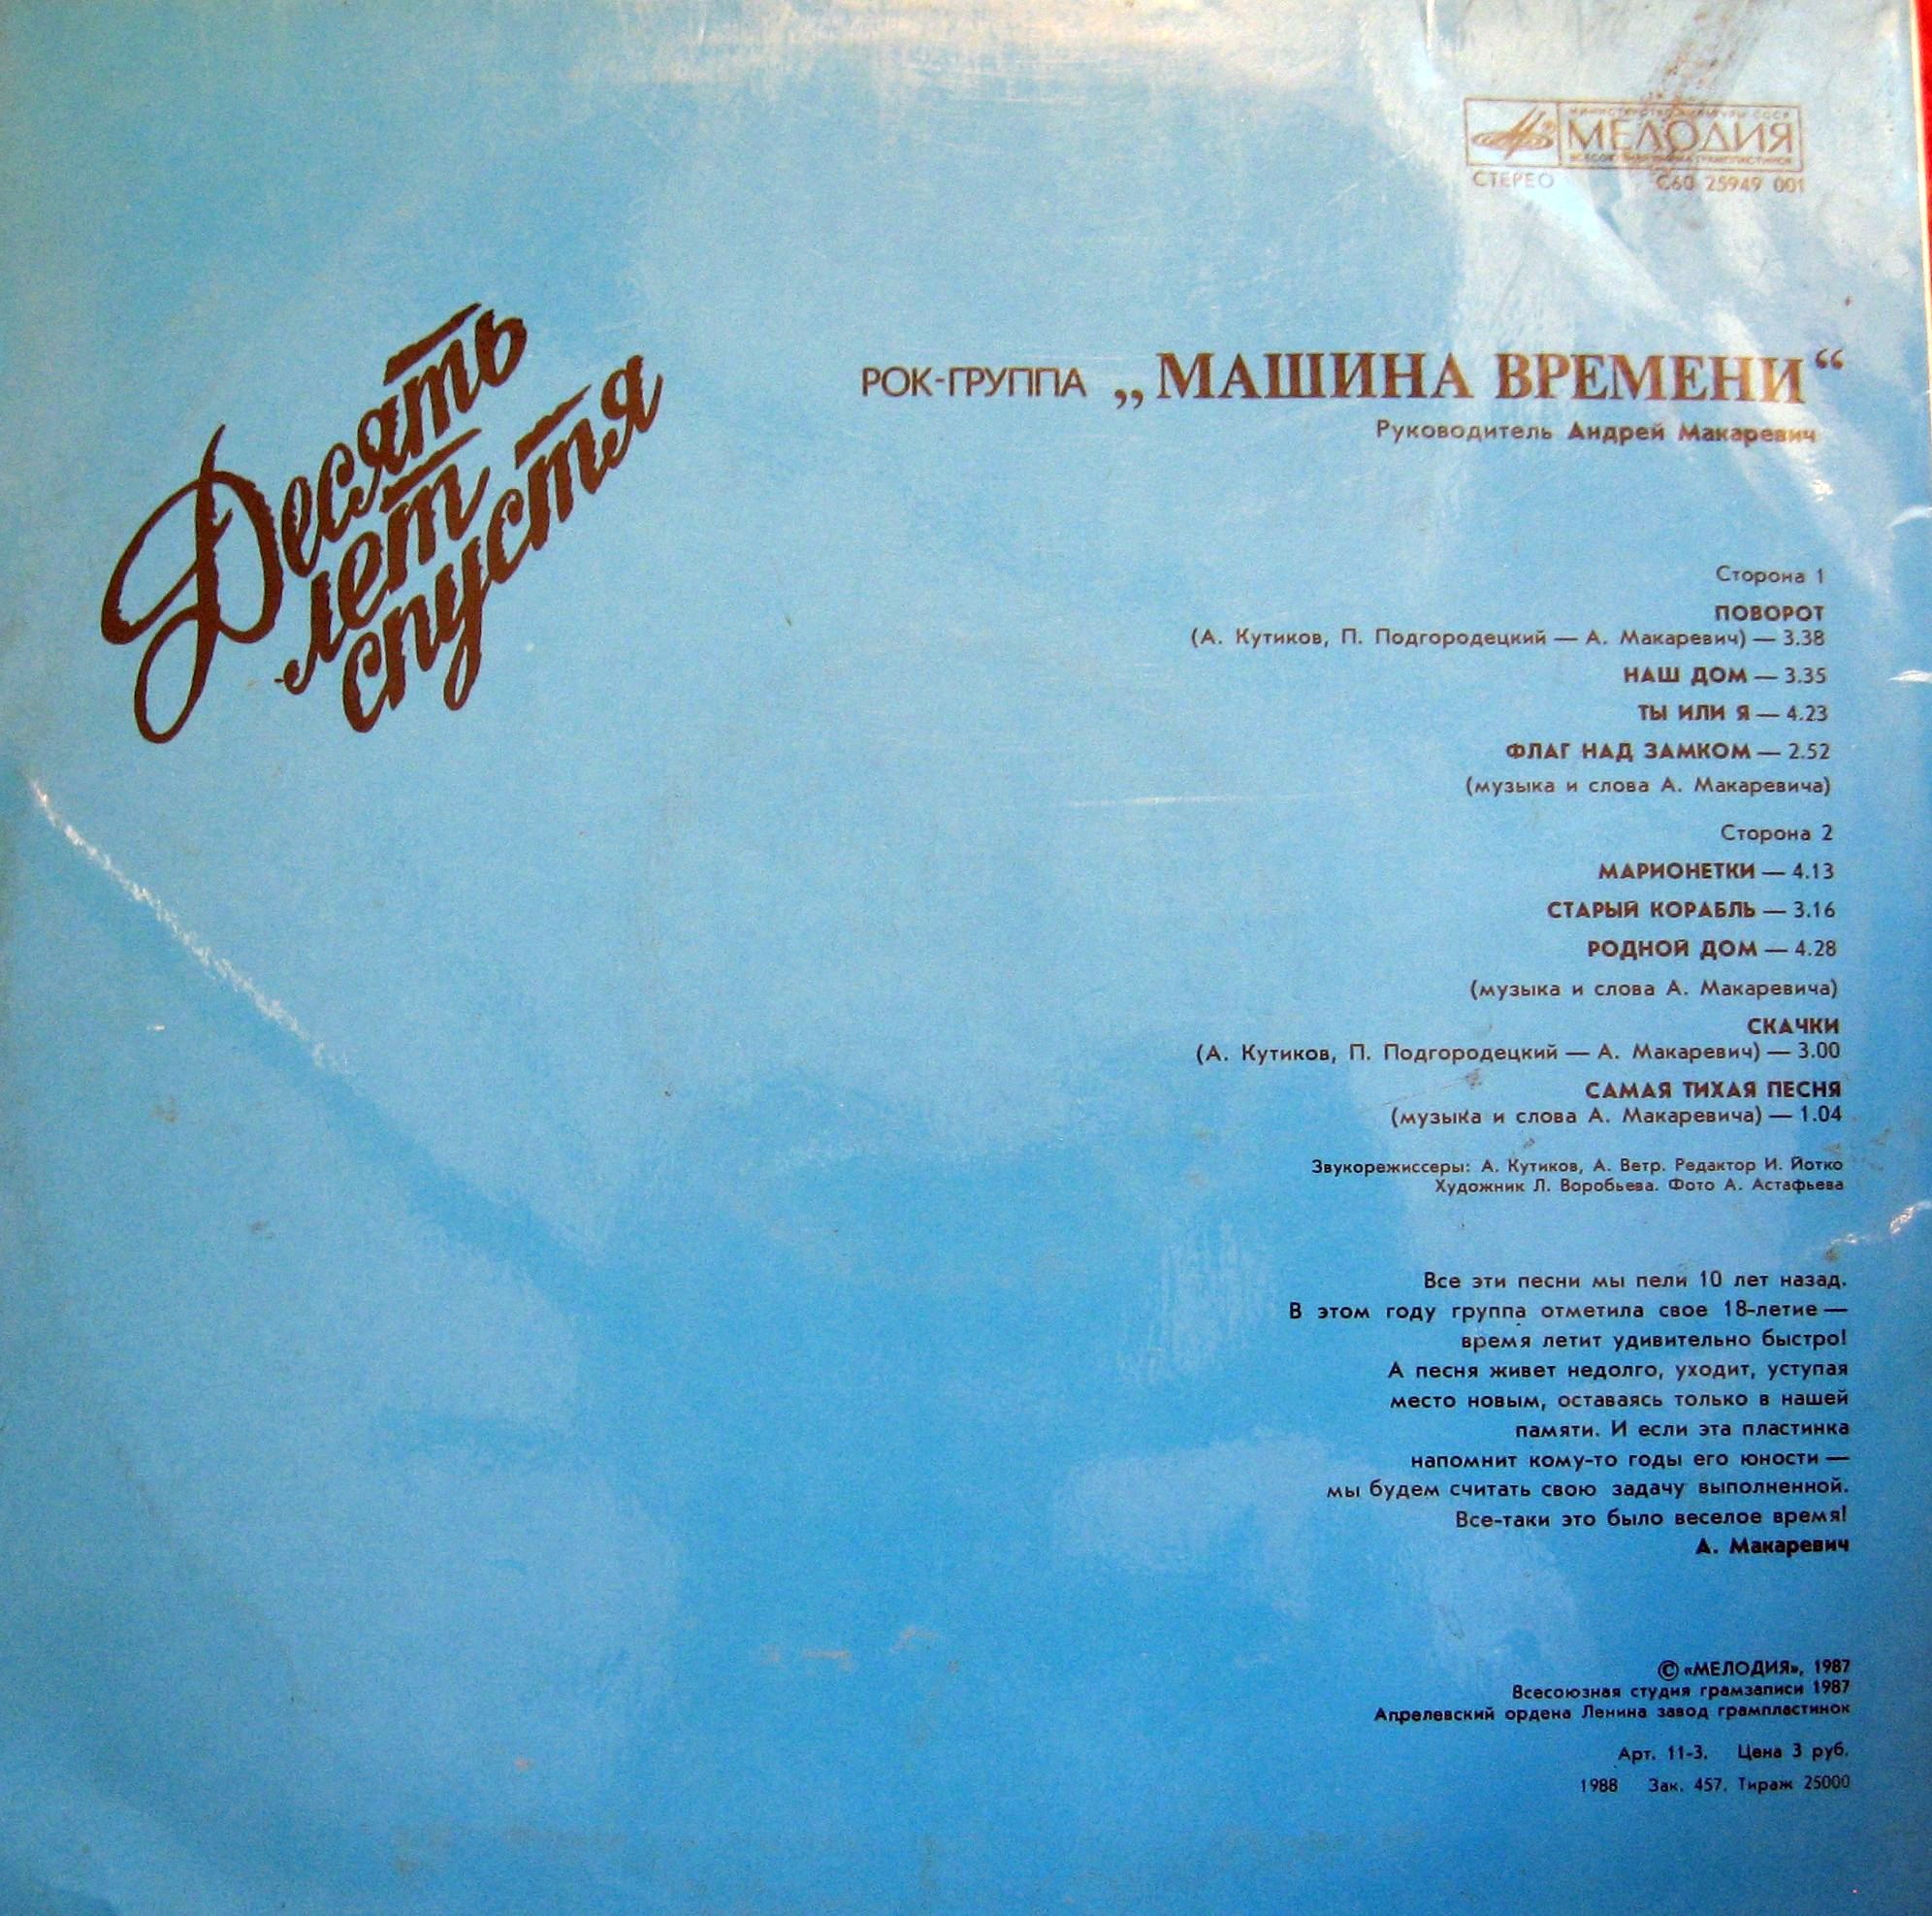 МИНИСТЕРСТВО КУЛЬТУРЫ СССР
МЕЛОДИЯ
ВСЕСОЮЗНАЯ ФИРМА ГРАМПЛАСТИНОК
СТЕРЕО С60 25949 001
Десять
лет
спустя
РОК-ГРУППА „МАШИНА ВРЕМЕНИ“
Руководитель Андрей Макаревич
Сторона 1
ПОВОРОТ
(А. Кутиков, П. Подгородецкий — А. Макаревич) — 3.38
НАШ ДОМ — 3.35
ТЫ ИЛИ Я — 4.23
ФЛАГ НАД ЗАМКОМ — 2.52
(музыка и слова А. Макаревича)
Сторона 2
МАРИОНЕТКИ — 4.13
СТАРЫЙ КОРАБЛЬ — 3.16
РОДНОЙ ДОМ — 4.28
(музыка и слова А. Макаревича)
СКАЧКИ
(А. Кутиков, П. Подгородецкий — А. Макаревич) — 3.00
САМАЯ ТИХАЯ ПЕСНЯ
(музыка и слова А. Макаревича) — 1.04
Звукорежиссеры: А. Кутиков, А. Ветр. Редактор И. Йотко
Художник Л. Воробьева. Фото А. Астафьева
Все эти песни мы пели 10 лет назад.
В этом году группа отметила свое 18-летие —
время летит удивительно быстро!
А песня живет недолго, уходит, уступая
место новым, оставаясь только в нашей
памяти. И если эта пластинка
напомнит кому-то годы его юности —
мы будем считать свою задачу выполненной.
Все-таки это было веселое время!
А. Макаревич
© «МЕЛОДИЯ», 1987
Всесоюзная студия грамзаписи 1987
Апрелевский ордена Ленина завод грампластинок
Арт. 11-3. Цена 3 руб.
1988 Зак. 457. Тираж 25000